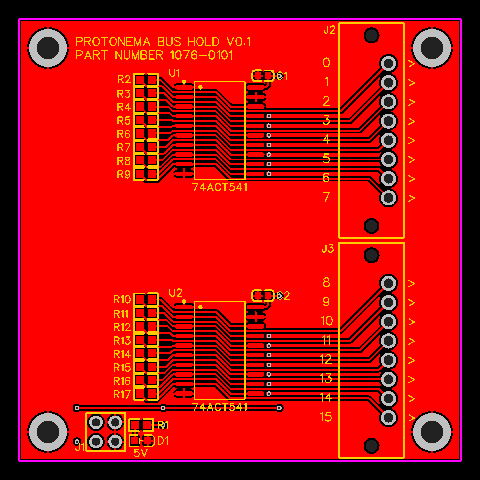 PROTONEMA BUS HOLD V0.1
PART NUMBER 1076-0101
J2
U1
C1
R2
R3
R4
R5
R6
R7
R8
R9
74ACT541
0 >
1 >
2 >
3 >
4 >
5 >
6 >
7 >
J3
U2
C2
R10
R11
R12
R13
R14
R15
R16
R17
74ACT541
8 >
9 >
10 >
11 >
12 >
13 >
14 >
15 >
R1
D1
J1
5V